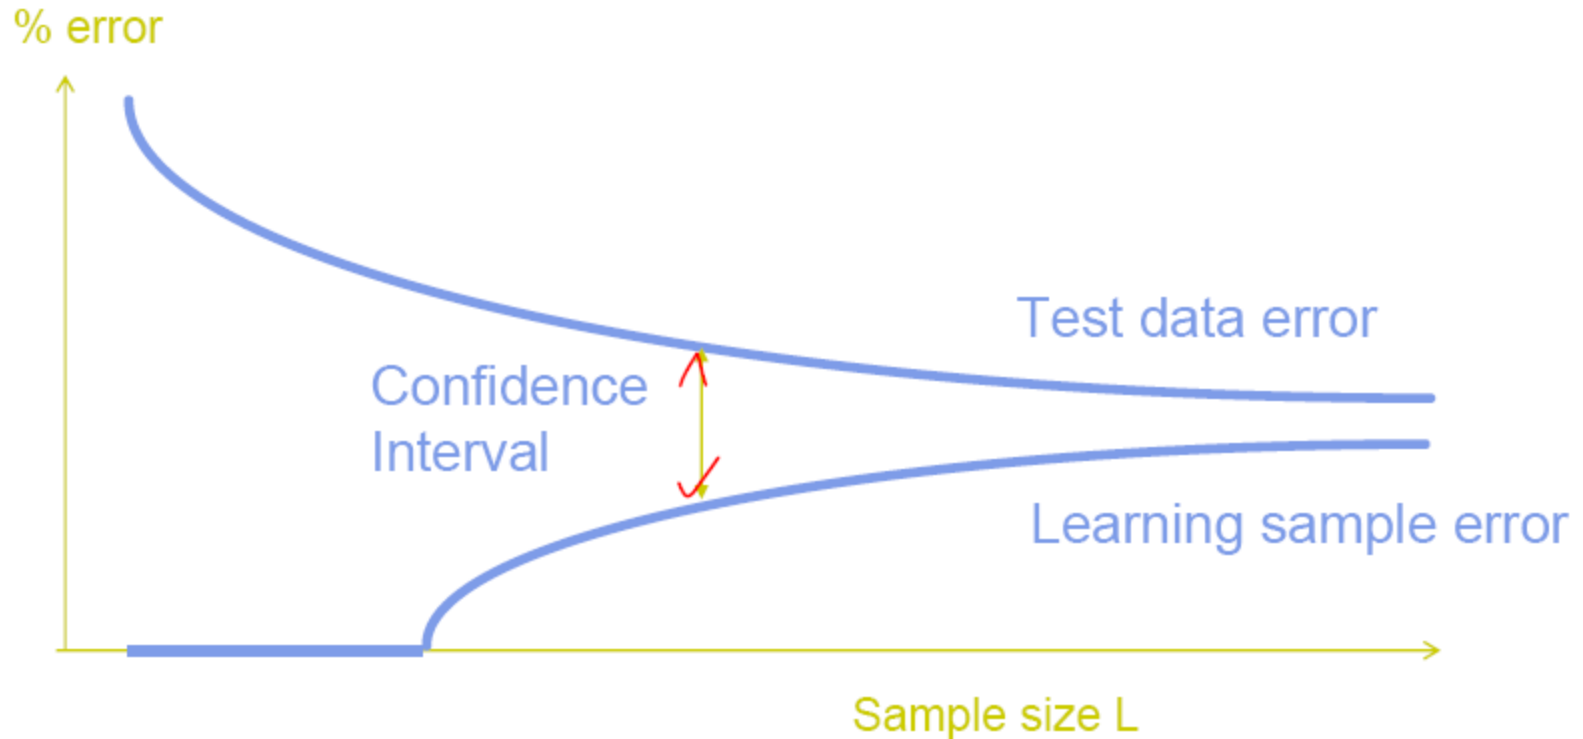 % error
Test data error
Confidence
Interval
Learning sample error
Sample size L